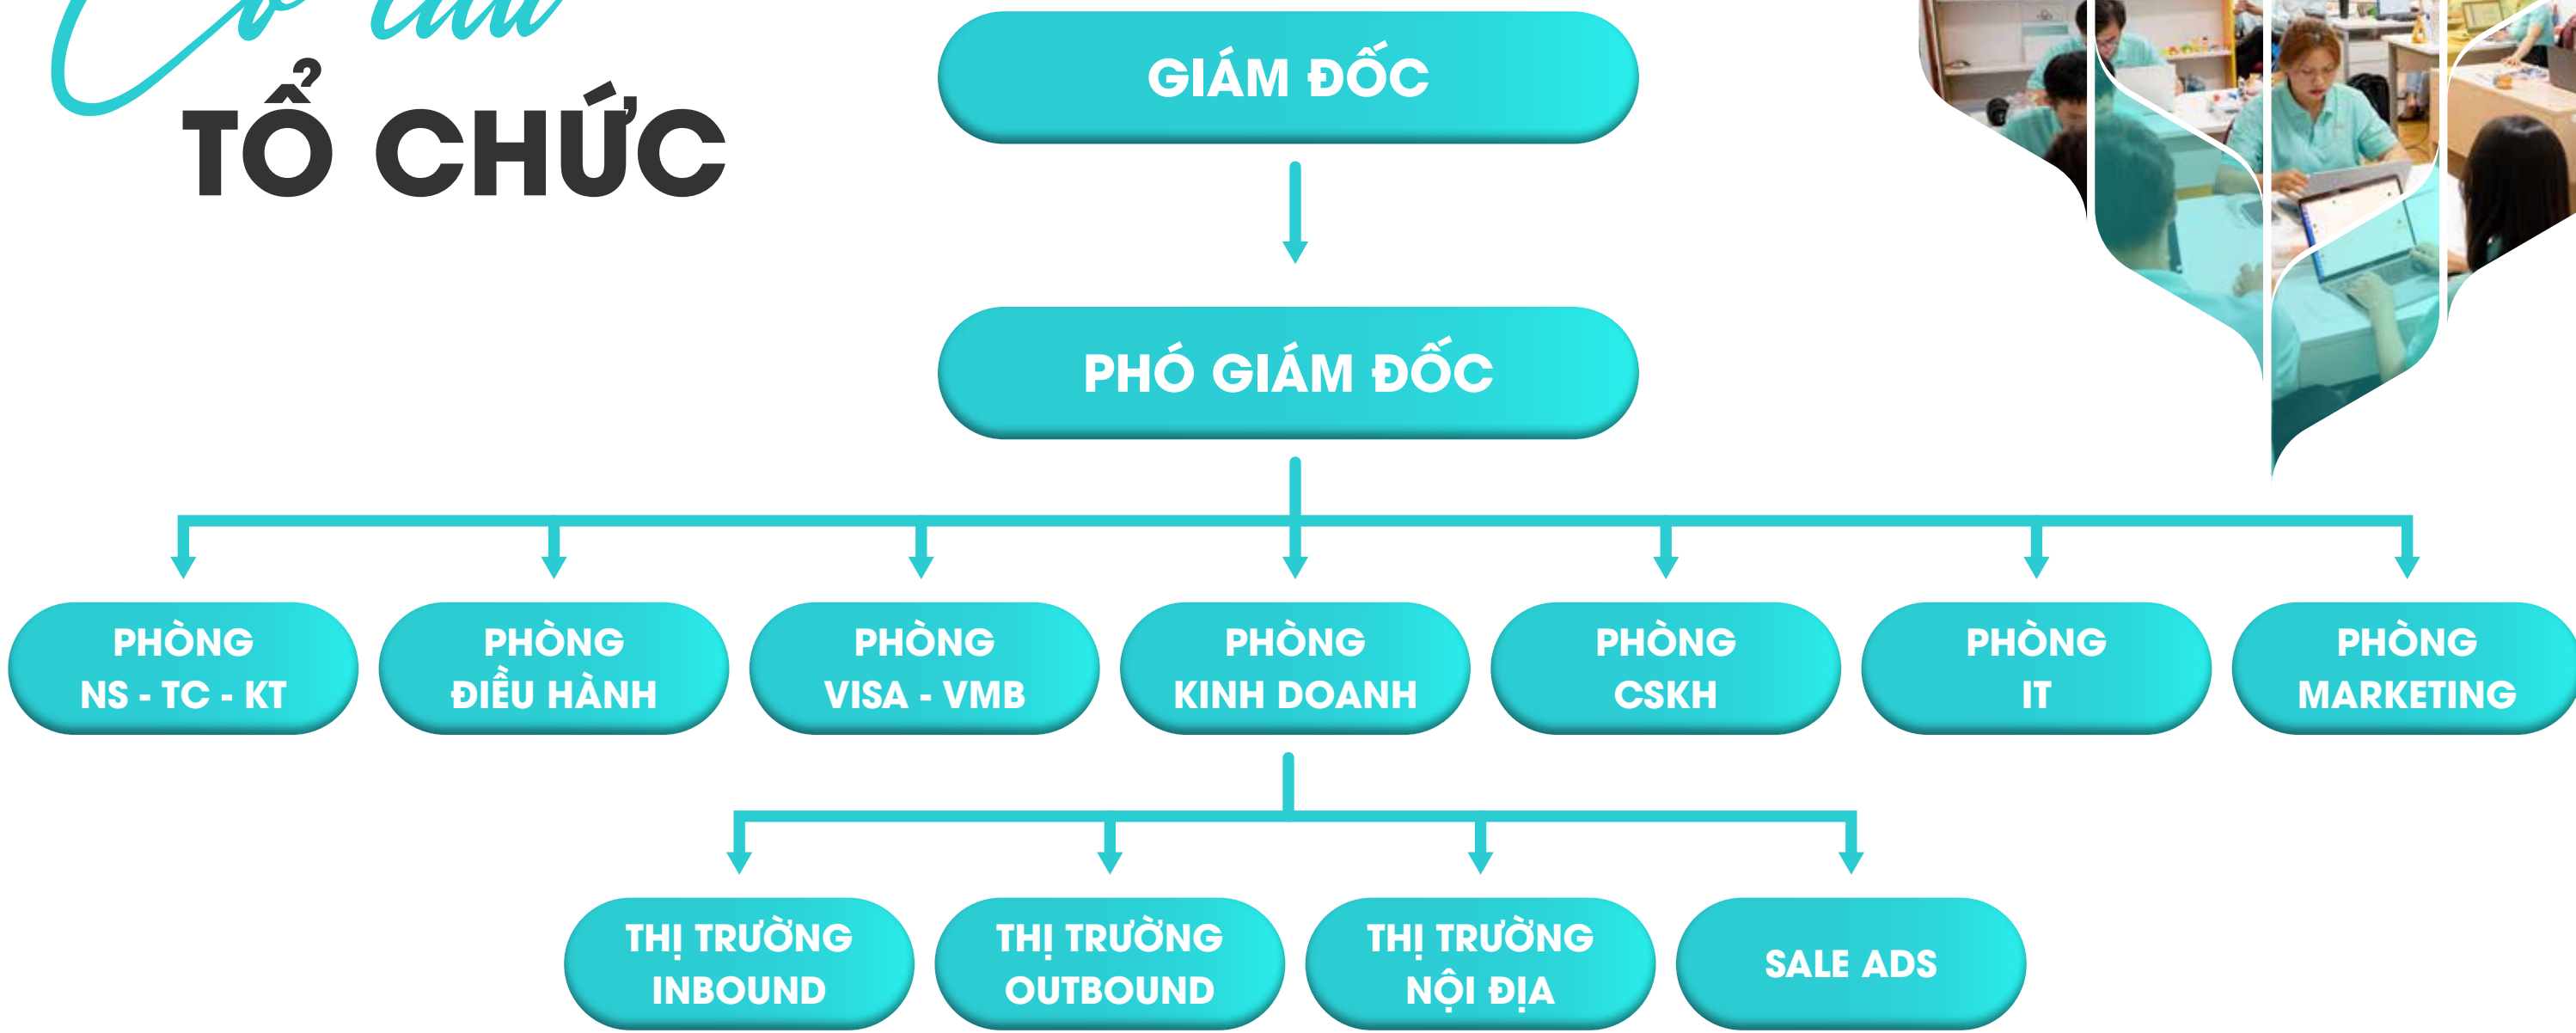 Cơ cấu
TỔ CHỨC
GIÁM ĐỐC
PHÓ GIÁM ĐỐC
PHÒNG
NS - TC - KT
PHÒNG
ĐIỀU HÀNH
PHÒNG
VISA - VMB
PHÒNG
KINH DOANH
PHÒNG
CSKH
PHÒNG
IT
PHÒNG
MARKETING
THỊ TRƯỜNG
INBOUND
THỊ TRƯỜNG
OUTBOUND
THỊ TRƯỜNG
NỘI ĐỊA
SALE ADS